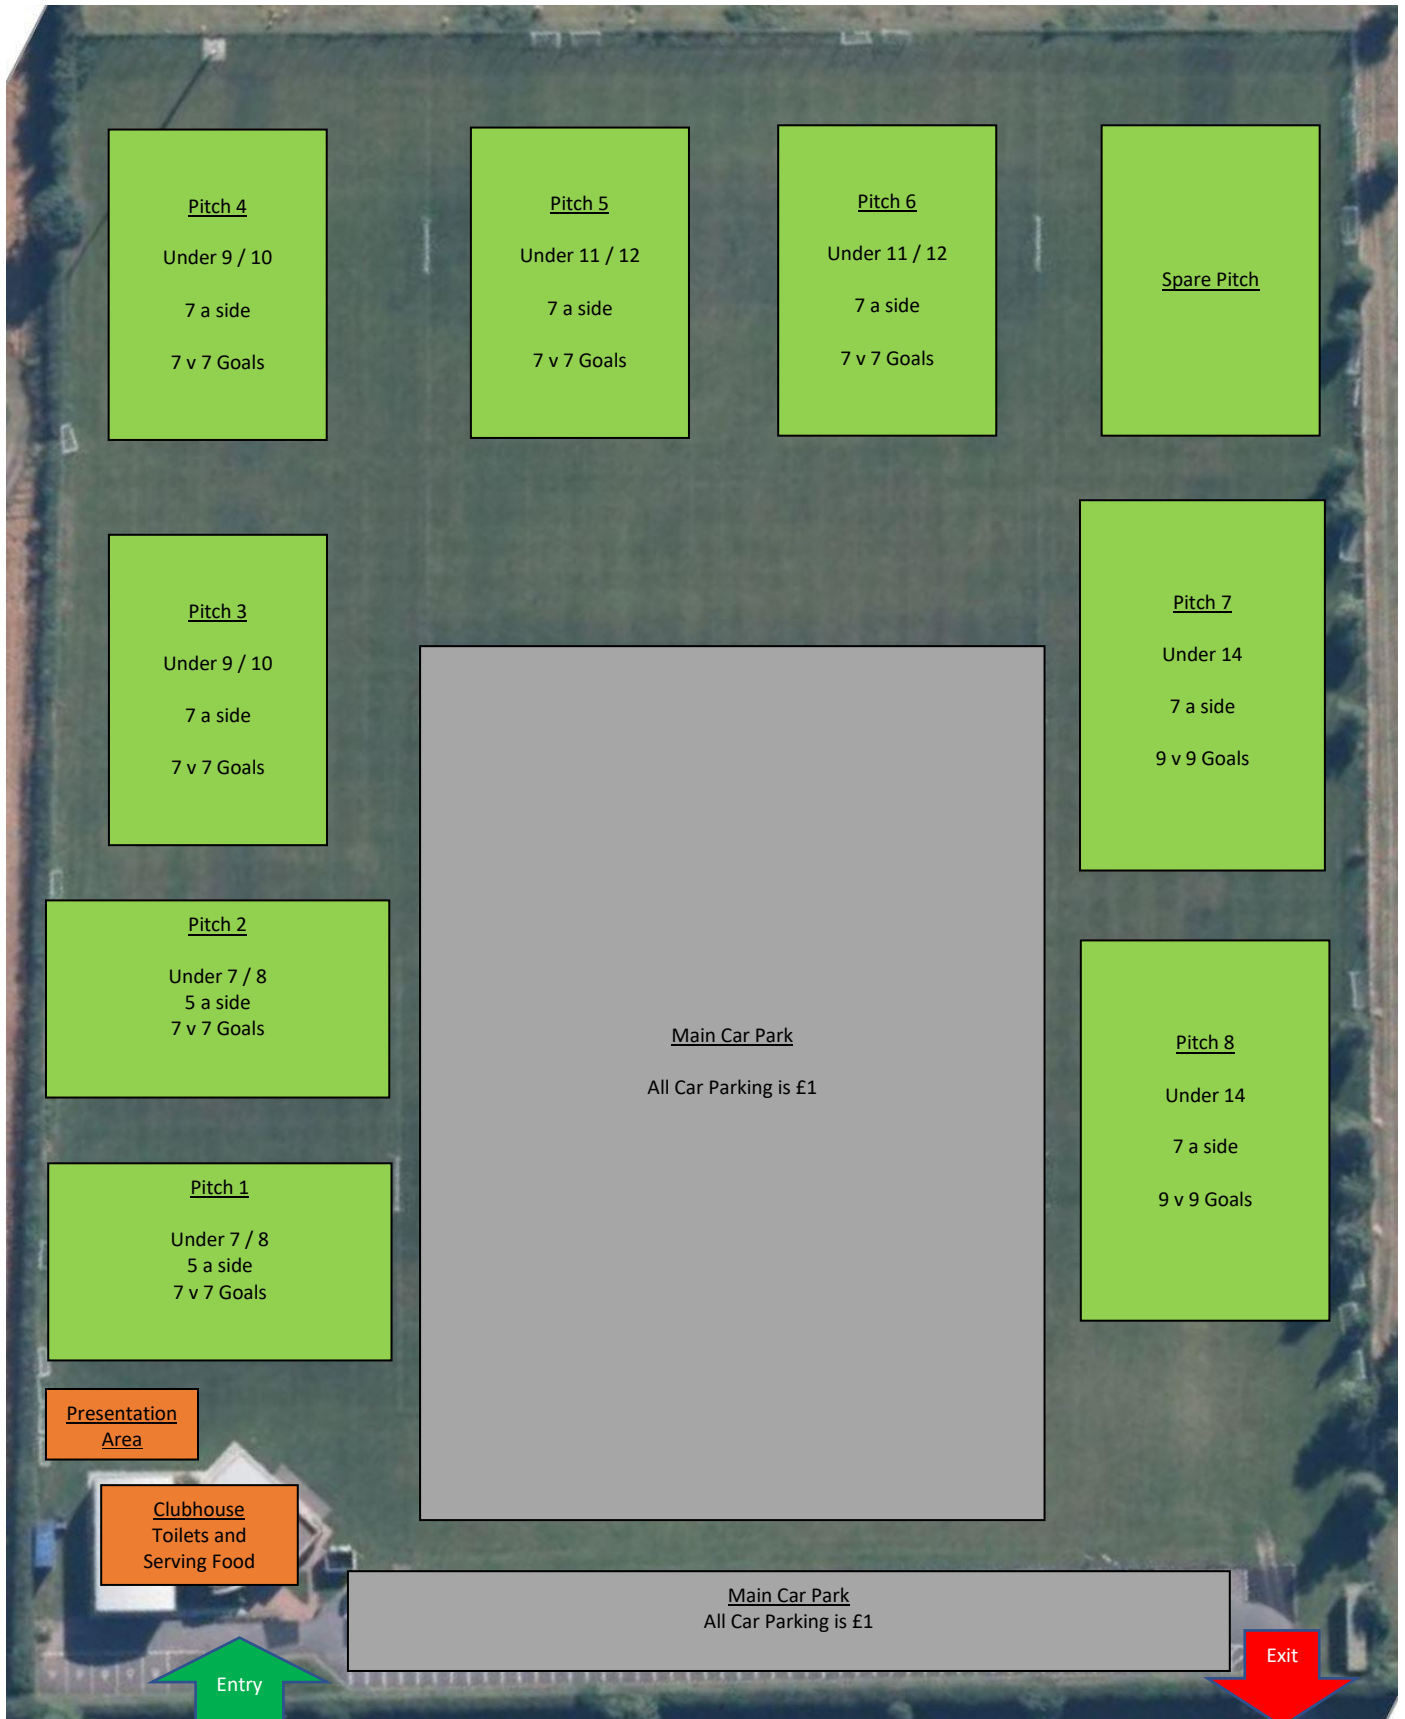 Pitch 4
Under 9 / 10
7 a side
7 v 7 Goals
Pitch 5
Under 11 / 12
7 a side
7 v 7 Goals
Pitch 6
Under 11 / 12
7 a side
7 v 7 Goals
Spare Pitch
Pitch 3
Under 9 / 10
7 a side
7 v 7 Goals
Pitch 7
Under 14
7 a side
9 v 9 Goals
Pitch 2
Under 7 / 8
5 a side
7 v 7 Goals
Main Car Park
All Car Parking is £1
Pitch 8
Under 14
7 a side
9 v 9 Goals
Pitch 1
Under 7 / 8
5 a side
7 v 7 Goals
Presentation
Area
Clubhouse
Toilets and
Serving Food
Main Car Park
All Car Parking is £1
Entry
Exit